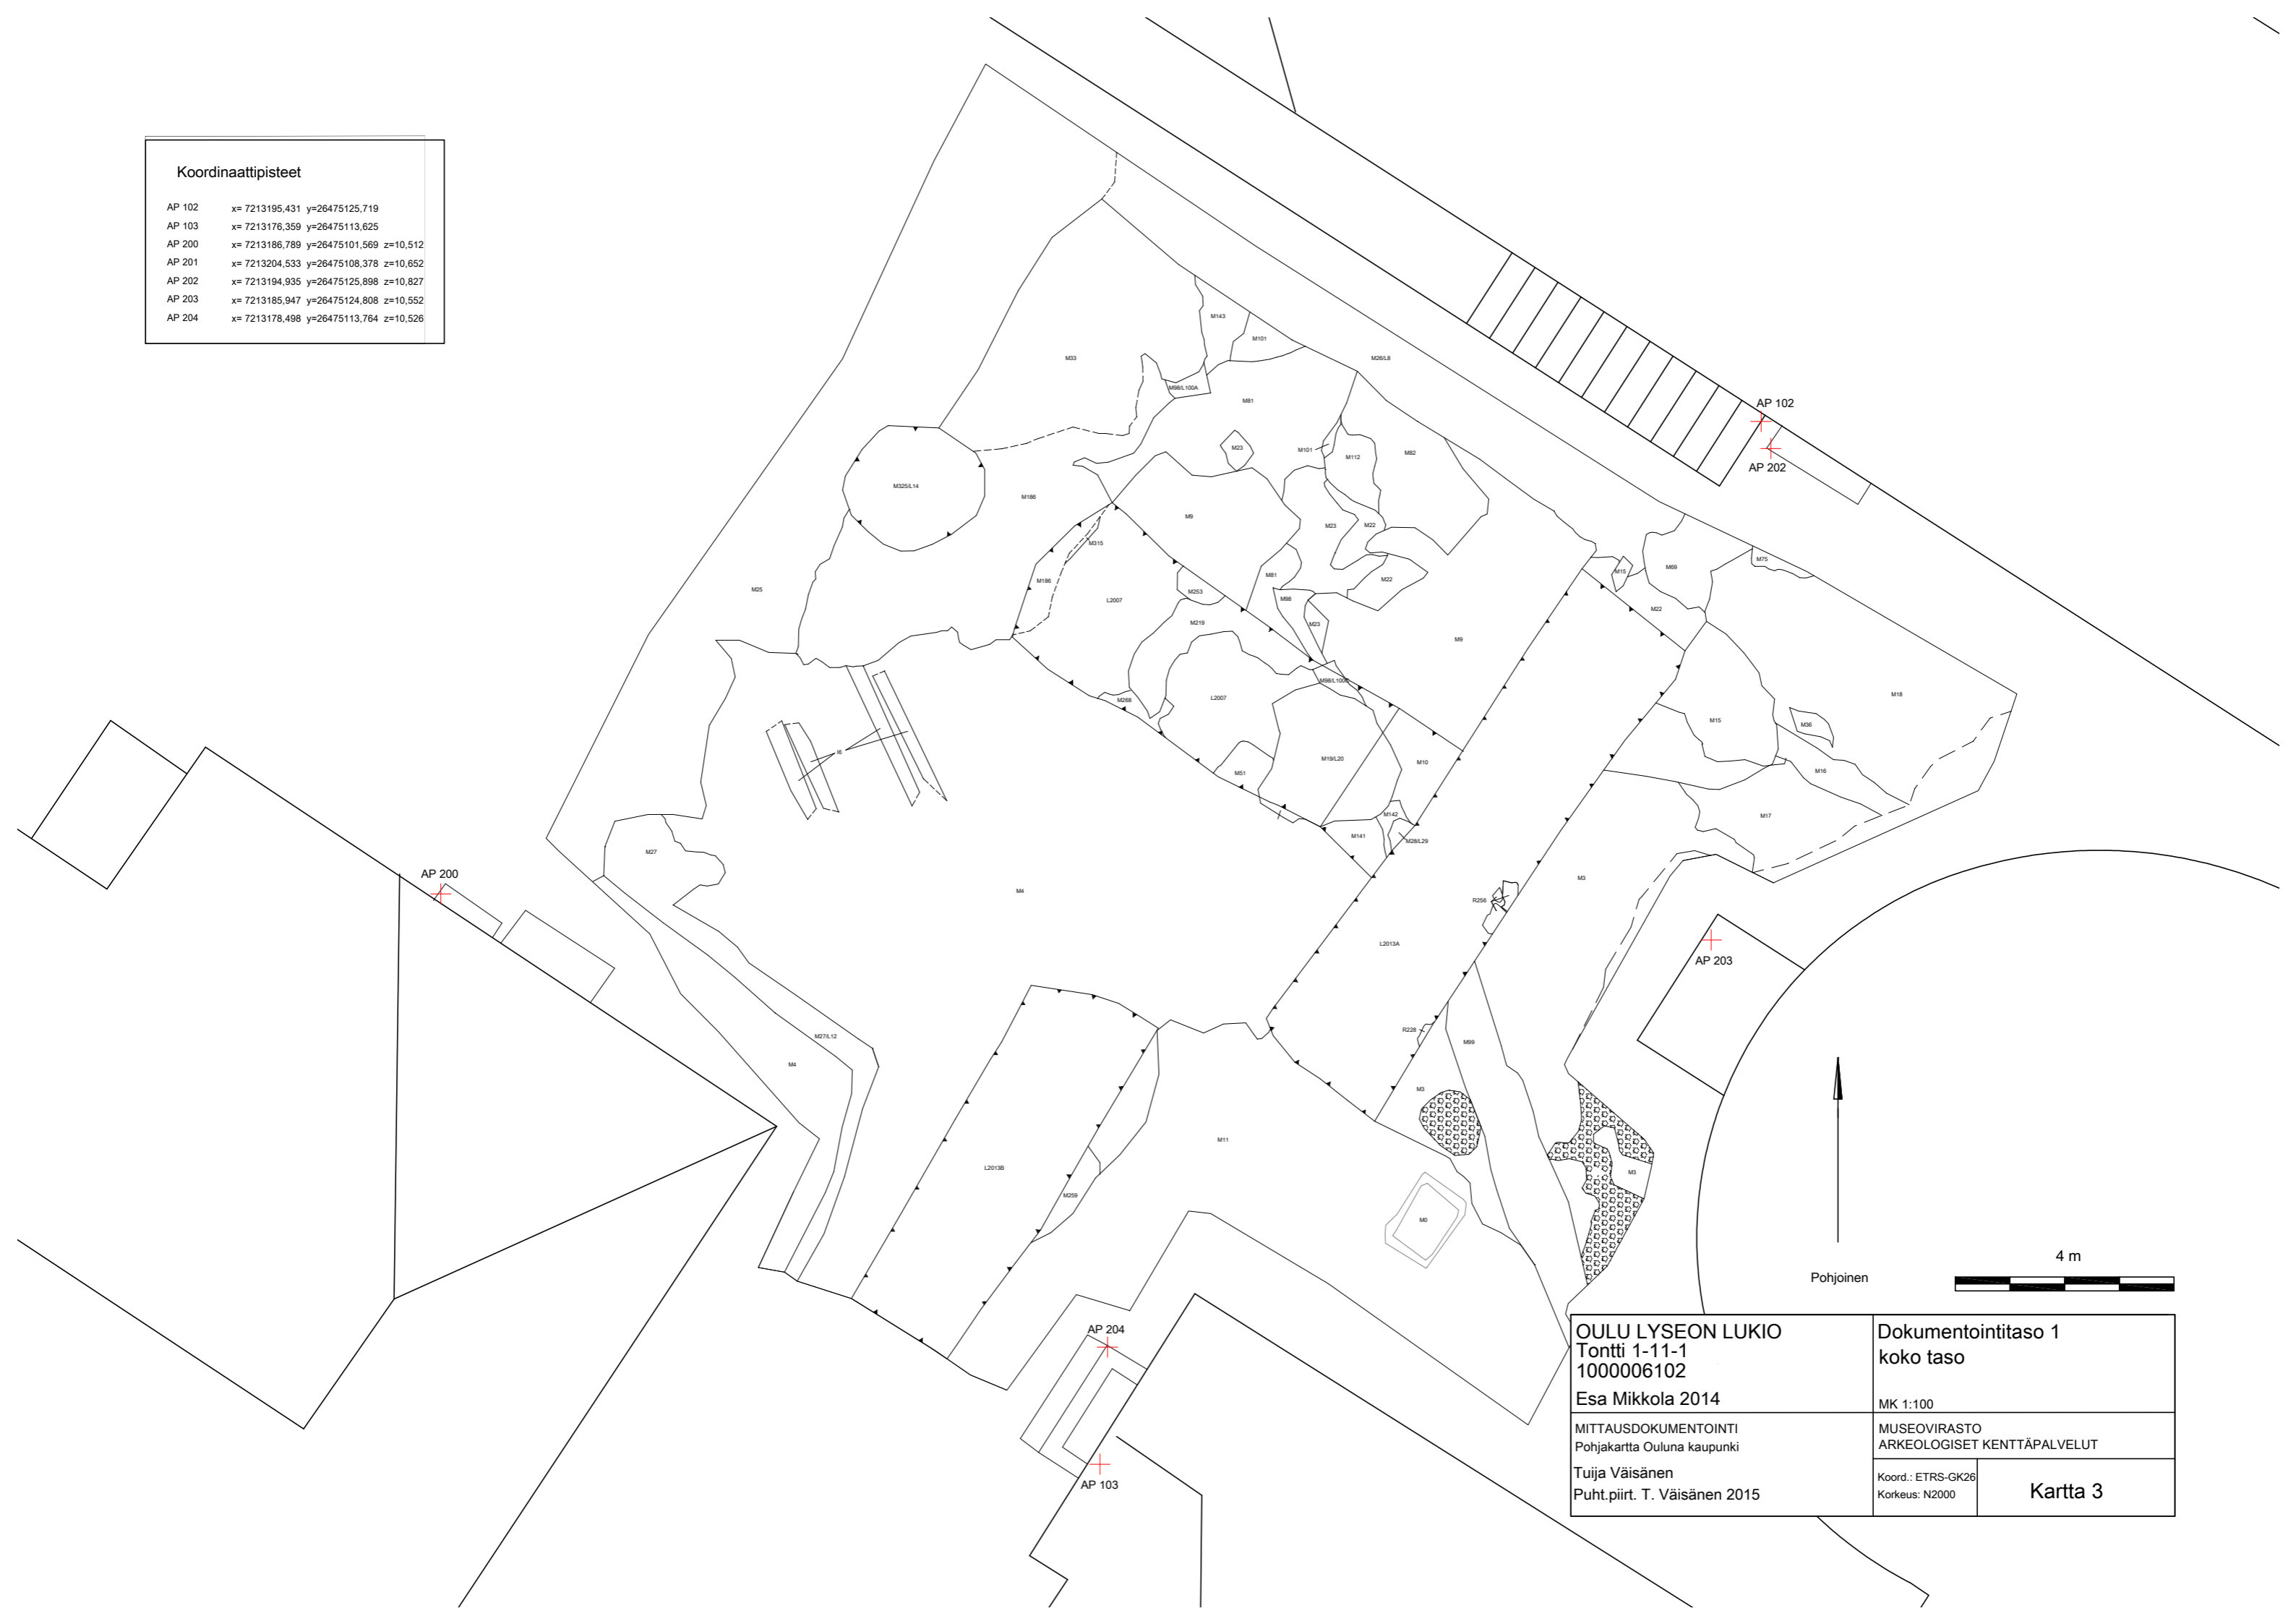 Koordinaattipisteet
AP 102 x= 7213195,431 y=26475125,719
AP 103 x= 7213176,359 y=26475113,625
AP 200 x= 7213186,789 y=26475101,569 z=10,512
AP 201 x= 7213204,533 y=26475108,378 z=10,652
AP 202 x= 7213194,935 y=26475125,898 z=10,827
AP 203 x= 7213185,947 y=26475124,808 z=10,552
AP 204 x= 7213178,498 y=26475113,764 z=10,526
M143
M101
M33
M26/L8
M98/L100A
M81
AP 102
M23
M101
M112
M82
AP 202
M325/L14
M186
M9
M23
M22
M315
M75
M69
M15
M81
M22
M186
M25
L2007
M253
M98
M22
M219
M23
M9
M98/L100B
M18
M268
L2007
M15
M36
I6
M19/L20
M10
M51
M16
M142
M17
M141
M28/L29
M27
AP 200
M4
M3
R256
L2013A
AP 203
R228
M27/L12
M99
M4
M3
M11
L2013B
M3
M259
M0
4 m
Pohjoinen
AP 204
AP 103
OULU LYSEON LUKIO
Tontti 1-11-1
1000006102
Esa Mikkola 2014
Dokumentointitaso 1
koko taso
MK 1:100
MITTAUSDOKUMENTOINTI
Pohjakartta Ouluna kaupunki
Tuija Väisänen
Puht.piirt. T. Väisänen 2015
MUSEOVIRASTO
ARKEOLOGISET KENTTÄPALVELUT
Koord.: ETRS-GK26
Korkeus: N2000
Kartta 3